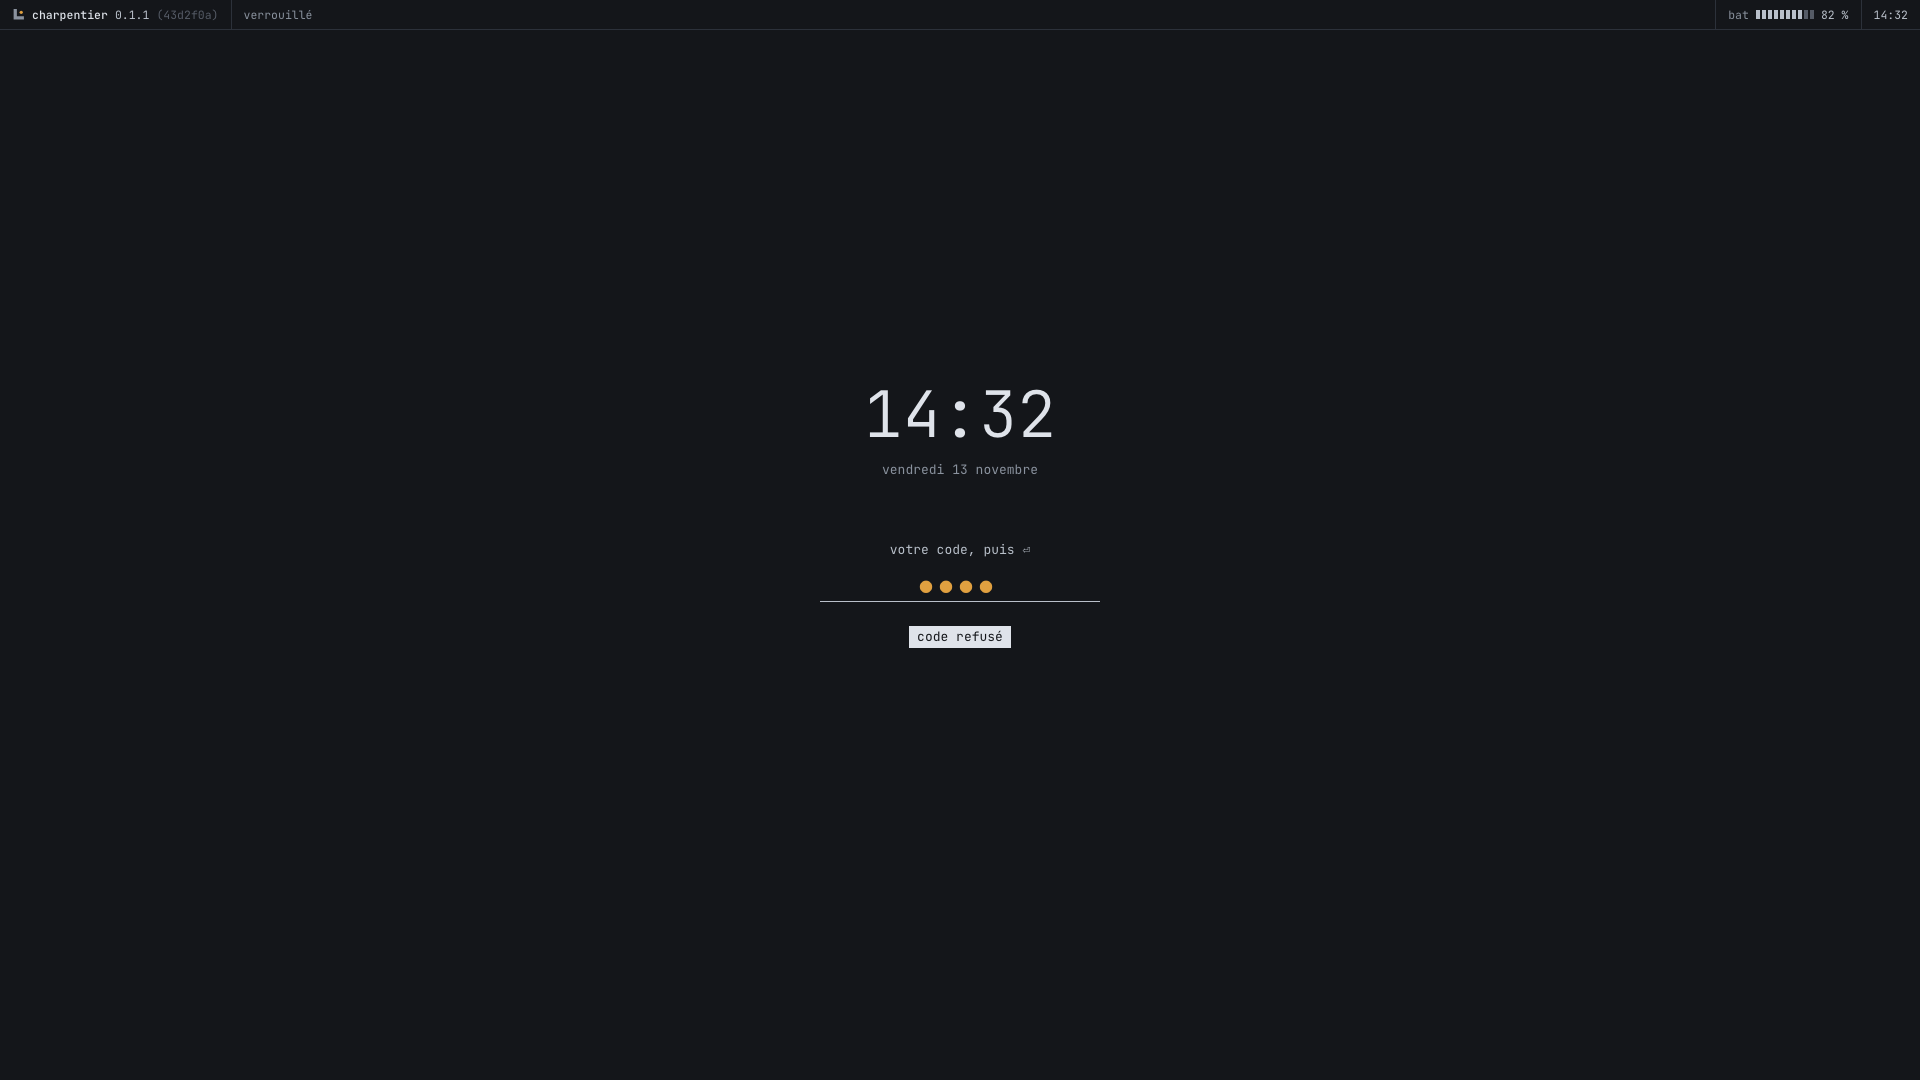 charpentier 0.1.1 (43d2f0a) verrouillé bat 82 % 14:32
14:32
vendredi 13 novembre
votre code, puis ⏎
code refusé